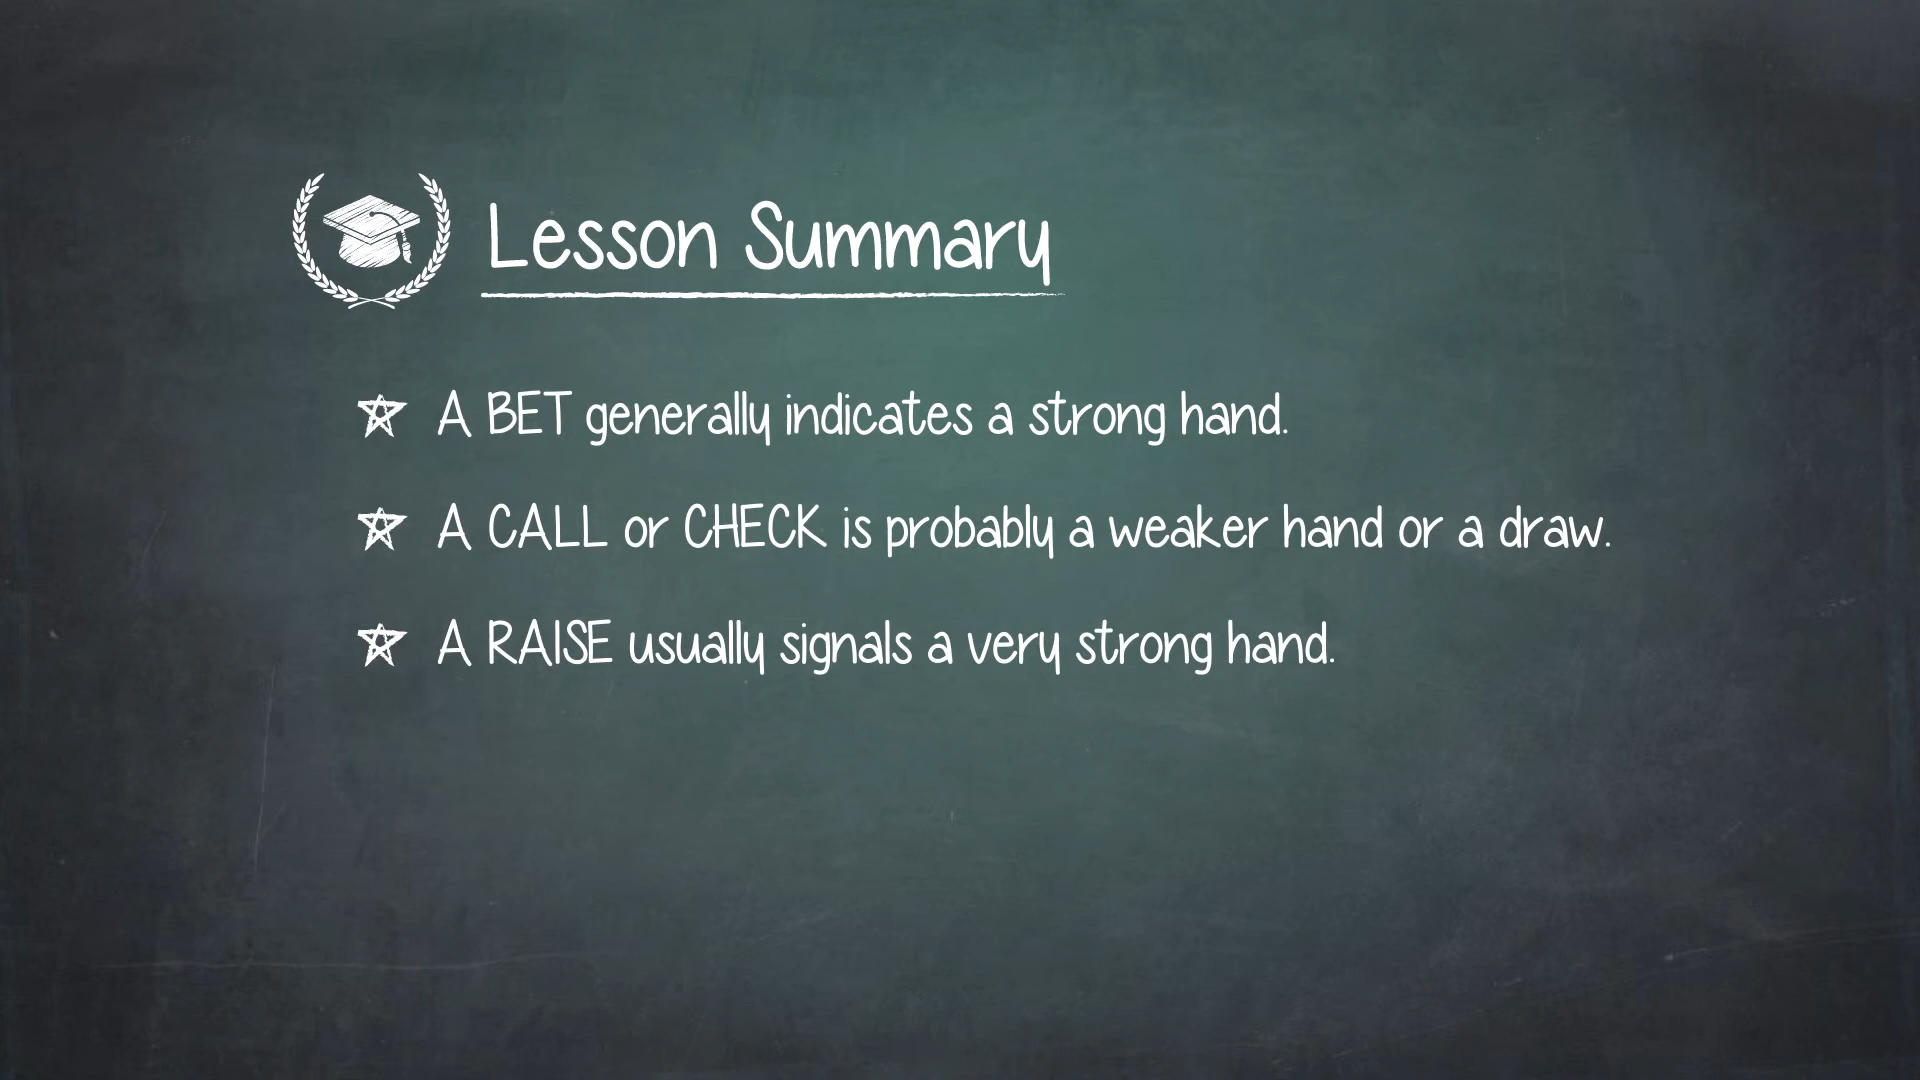 Lesson Summary
A BET generally indicates a strong hand.
A CALL or CHECK is probably a weaker hand or a draw.
A RAISE usually signals a very strong hand.